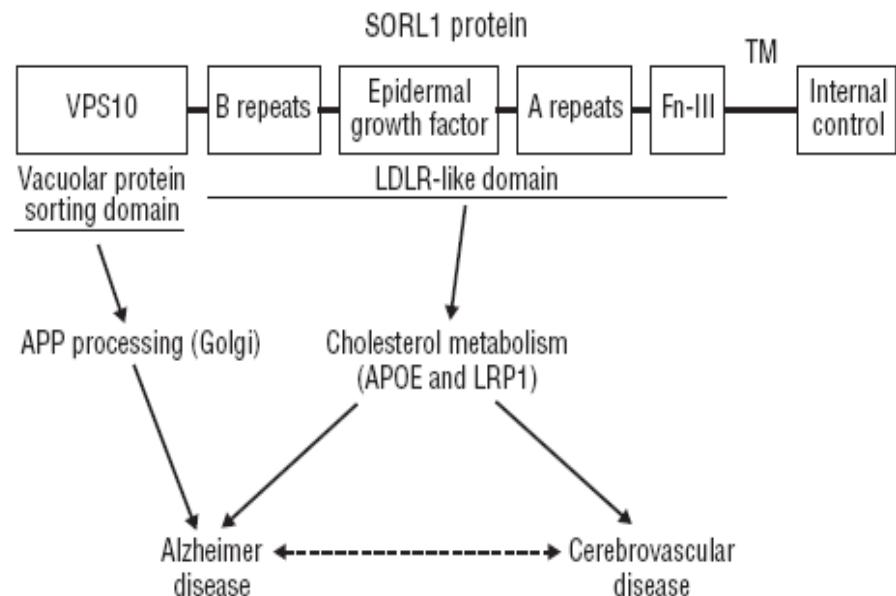 SORL1 protein
TM
VPS10
B repeats
Epidermal
growth factor
A repeats
Fn-III
Internal
control
Vacuolar protein
sorting domain
LDLR-like domain
APP processing (Golgi)
Cholesterol metabolism
(APOE and LRP1)
Alzheimer
disease
Cerebrovascular
disease